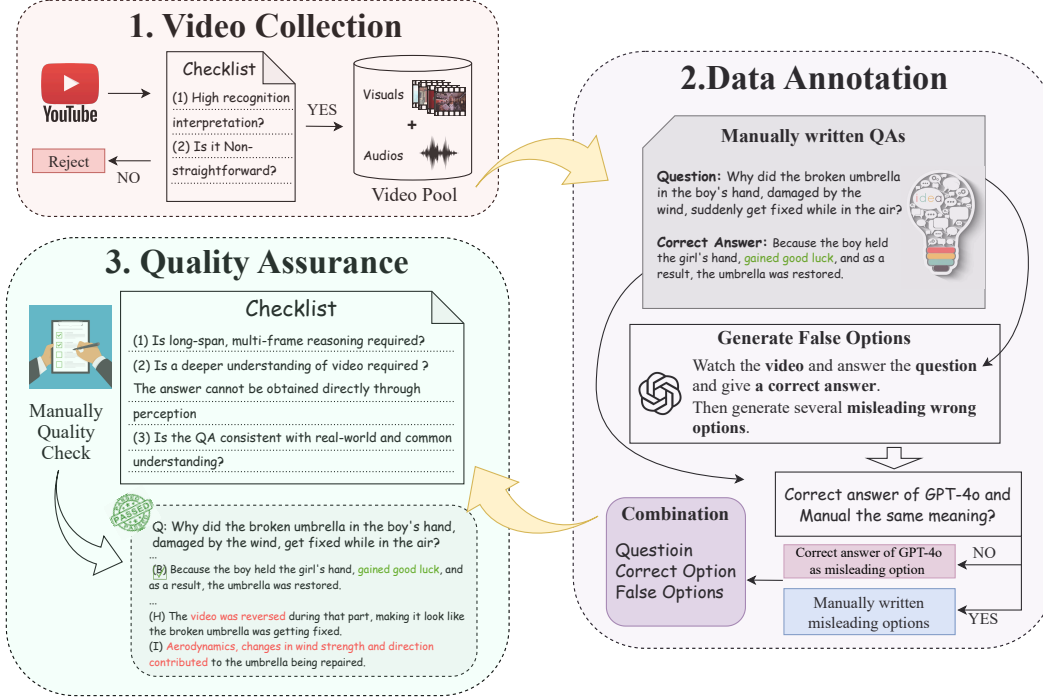 1. Video Collection
YouTube
Reject
NO
Checklist
(1) High recognition
interpretation?
(2) Is it Non-
straightforward?
YES
Visuals
+
Audios
Video Pool
2.Data Annotation
Manually written QAs
Question: Why did the broken umbrella
in the boy's hand, damaged by the
wind, suddenly get fixed while in the air?
Correct Answer: Because the boy held
the girl's hand, gained good luck, and as a
result, the umbrella was restored.
idea
Generate False Options
Watch the video and answer the question
and give a correct answer.
Then generate several misleading wrong
options.
Correct answer of GPT-4o and
Manual the same meaning?
NO
Correct answer of GPT-4o
as misleading option
YES
Manually written
misleading options
Combination
Questioin
Correct Option
False Options
3. Quality Assurance
Manually
Quality
Check
Checklist
(1) Is long-span, multi-frame reasoning required?
(2) Is a deeper understanding of video required ?
The answer cannot be obtained directly through
perception
(3) Is the QA consistent with real-world and common
understanding?
PASSED
Q: Why did the broken umbrella in the boy's hand,
damaged by the wind, get fixed while in the air?
...
(B) Because the boy held the girl's hand, gained good luck, and
as a result, the umbrella was restored.
...
(H) The video was reversed during that part, making it look like
the broken umbrella was getting fixed.
(I) Aerodynamics, changes in wind strength and direction
contributed to the umbrella being repaired.